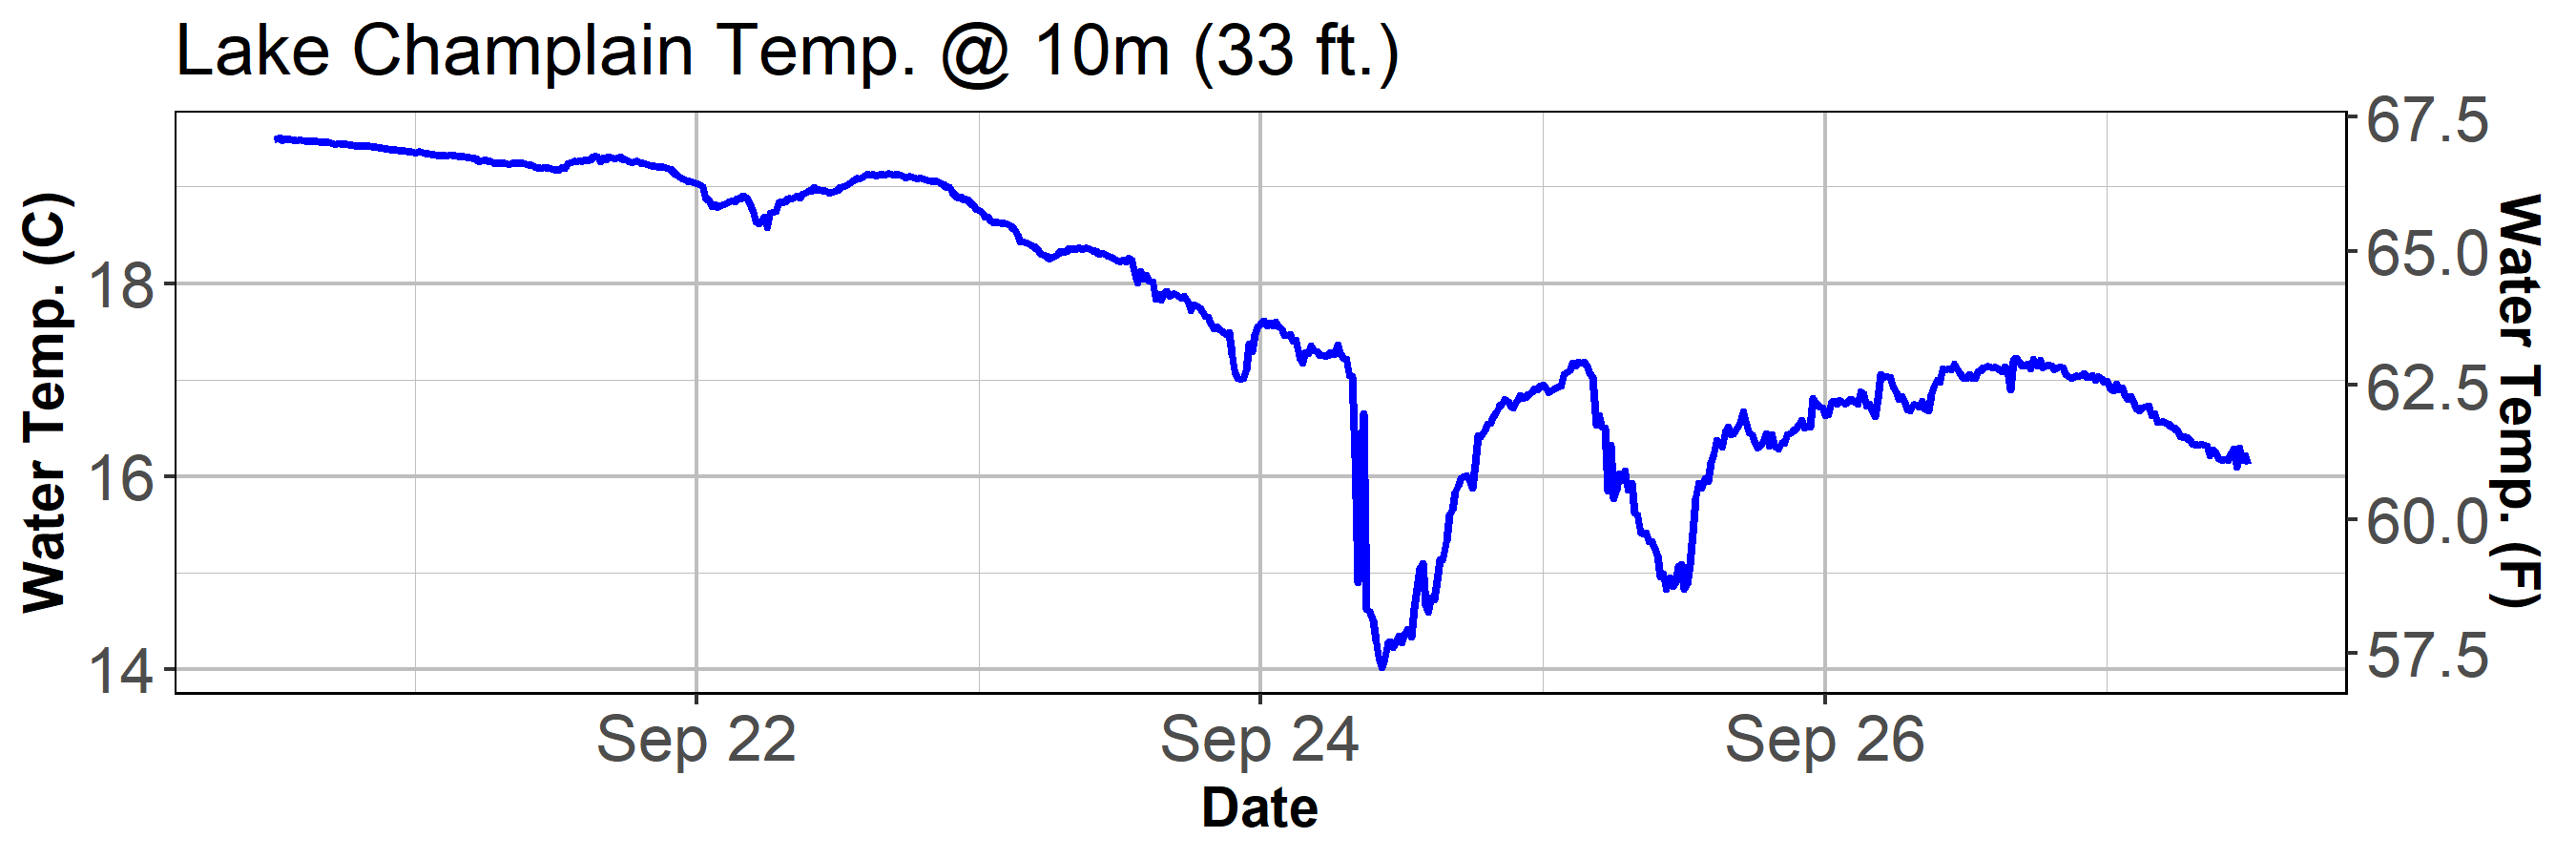 Lake Champlain Temp. @ 10m (33 ft.)
Water Temp. (C)
18
16
14
67.5
65.0
62.5
60.0
57.5
Water Temp. (F)
Sep 22
Sep 24
Sep 26
Date